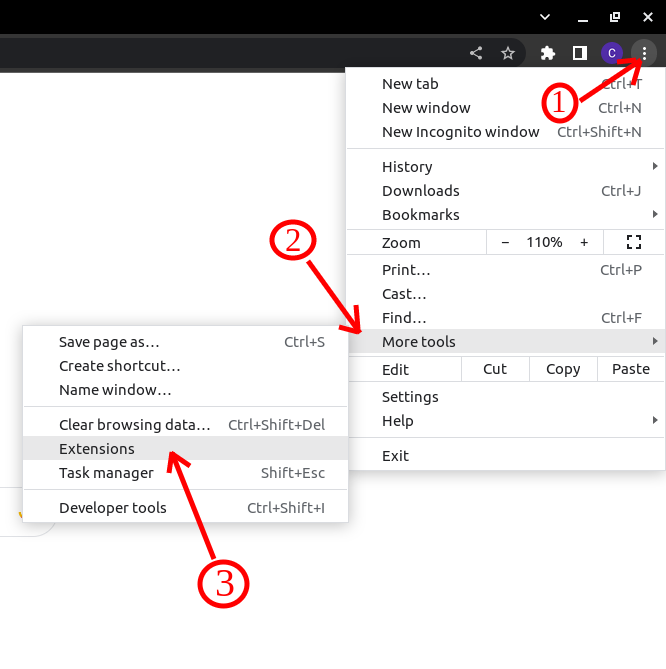 C
1
New tab Ctrl+T
New window Ctrl+N
New Incognito window Ctrl+Shift+N
History
Downloads Ctrl+J
Bookmarks
2
Zoom − 110% +
Print… Ctrl+P
Cast…
Find… Ctrl+F
More tools
Edit Cut Copy Paste
Settings
Help
Exit
Save page as… Ctrl+S
Create shortcut…
Name window…
Clear browsing data… Ctrl+Shift+Del
Extensions
Task manager Shift+Esc
Developer tools Ctrl+Shift+I
3